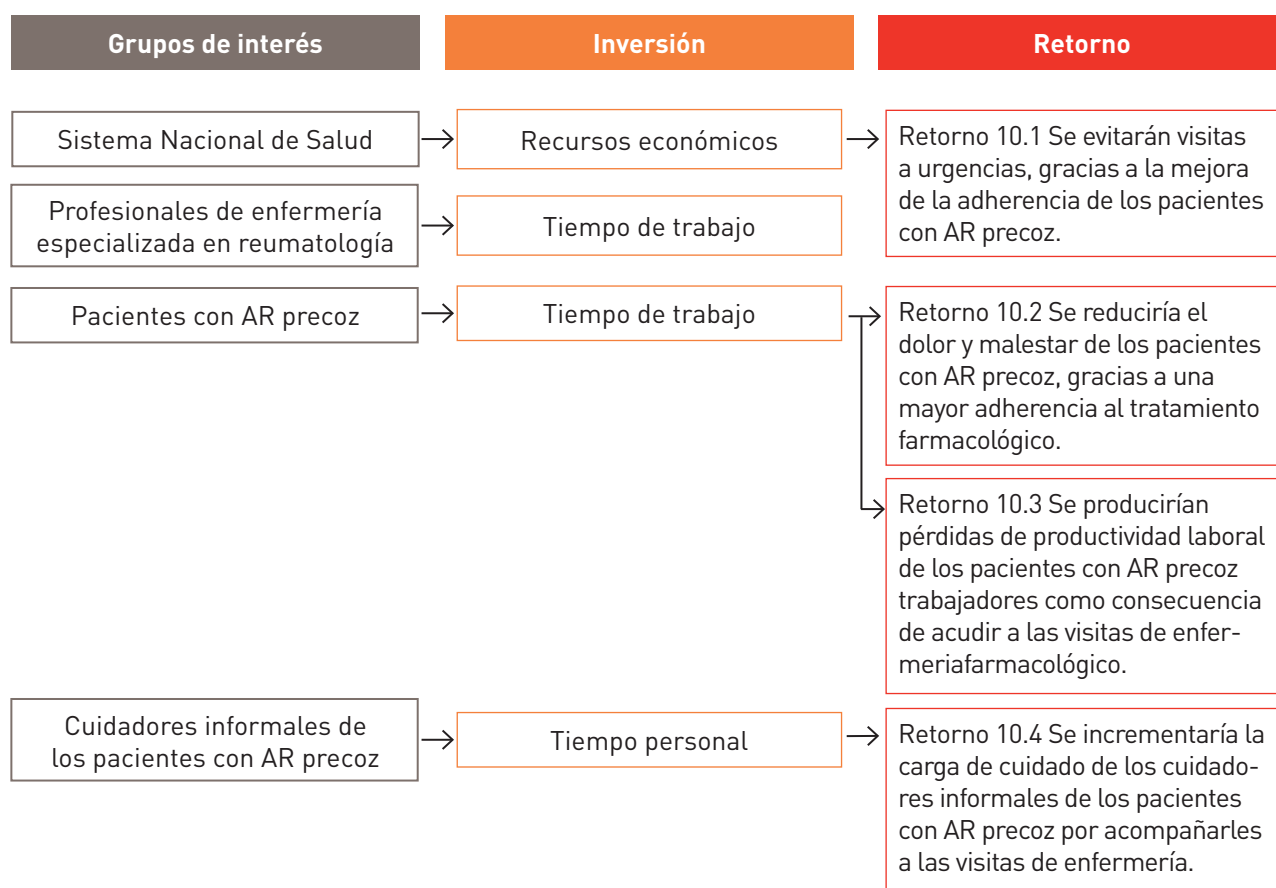 Grupos de interés
Inversión
Retorno
Sistema Nacional de Salud
Recursos económicos
Retorno 10.1 Se evitarán visitas
a urgencias, gracias a la mejora
de la adherencia de los pacientes
con AR precoz.
Profesionales de enfermería
especializada en reumatología
Tiempo de trabajo
Pacientes con AR precoz
Tiempo de trabajo
Retorno 10.2 Se reduciría el
dolor y malestar de los pacientes
con AR precoz, gracias a una
mayor adherencia al tratamiento
farmacológico.
Retorno 10.3 Se producirían
pérdidas de productividad laboral
de los pacientes con AR precoz
trabajadores como consecuencia
de acudir a las visitas de enfer-
meriafarmacológico.
Cuidadores informales de
los pacientes con AR precoz
Tiempo personal
Retorno 10.4 Se incrementaría la
carga de cuidado de los cuidado-
res informales de los pacientes
con AR precoz por acompañarles
a las visitas de enfermería.